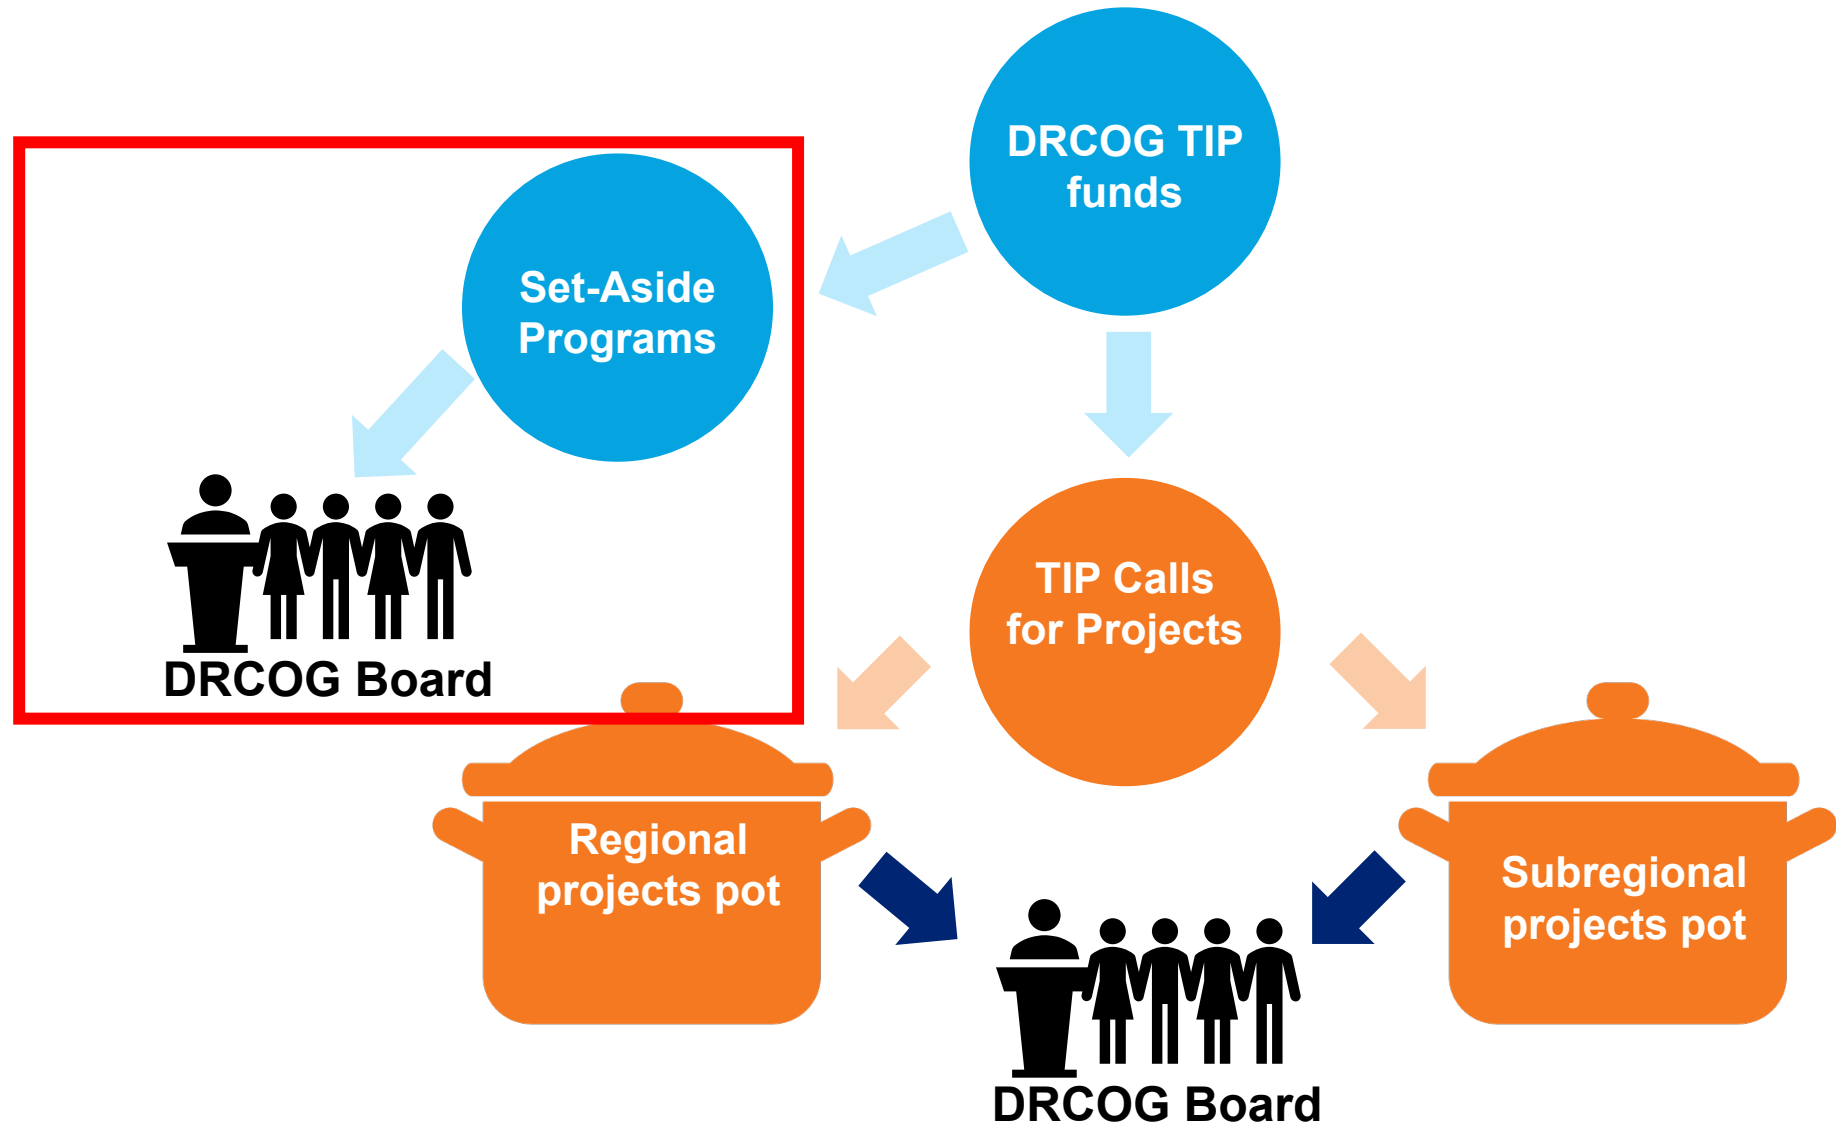 DRCOG TIP
funds
Set-Aside
Programs
DRCOG Board
TIP Calls
for Projects
Regional
projects pot
Subregional
projects pot
DRCOG Board